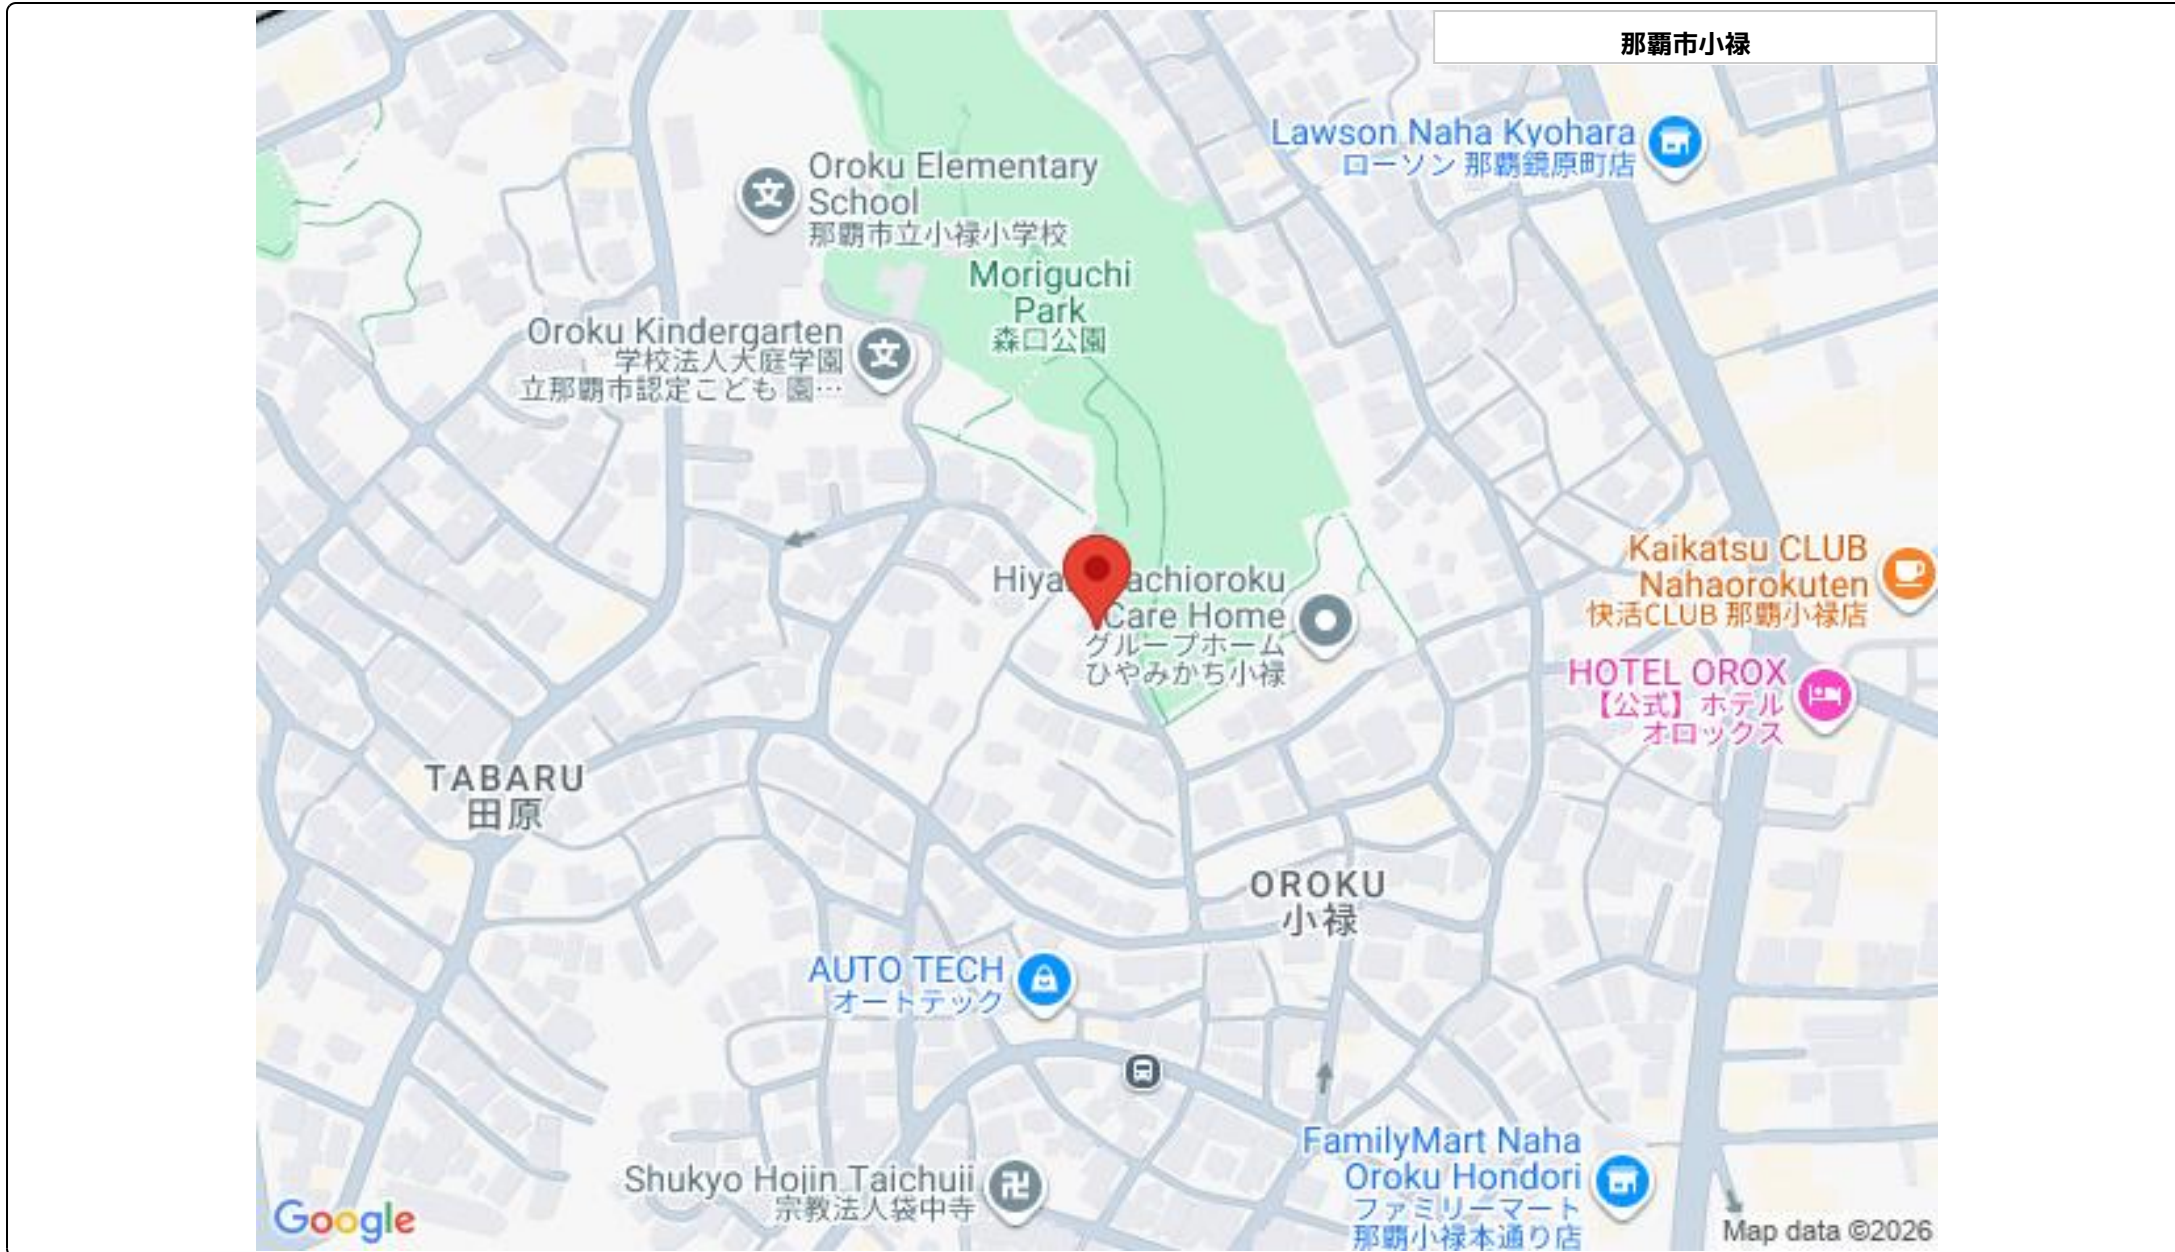 那覇市小禄
Lawson Naha Kyohara
ローソン 那覇鏡原町店
Oroku Elementary
School
那覇市立小禄小学校
Moriguchi
Park
森口公園
Oroku Kindergarten
学校法人大庭学園
立那覇市認定こども 園…
Kaikatsu CLUB
Nahaorokuten
快活CLUB 那覇小禄店
Care Home
グループホーム
ひやみかち小禄
HOTEL OROX
【公式】ホテル
オロックス
TABARU
田原
OROKU
小禄
AUTO TECH
オートテック
FamilyMart Naha
Oroku Hondori
ファミリーマート
那覇小禄本通り店
Shukyo Hojin Taichuji
宗教法人袋中寺
Google
Map data ©2026